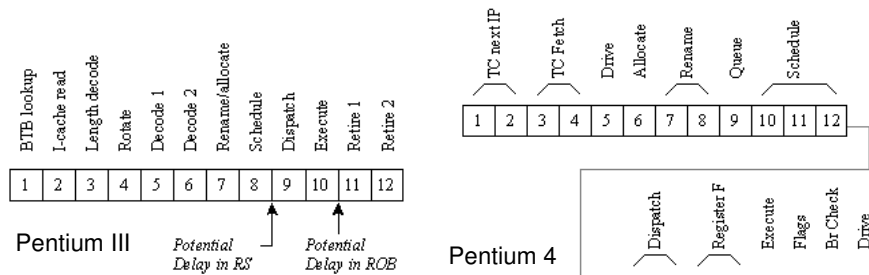 BTB lookup
I-cache read
Length decode
Rotate
Decode 1
Decode 2
Rename/allocate
Schedule
Dispatch
Execute
Retire 1
Retire 2
1 2 3 4 5 6 7 8 9 10 11 12
Pentium III
Potential
Delay in RS
Potential
Delay in ROB
TC next IP
TC Fetch
Drive
Allocate
Rename
Queue
Schedule
1 2 3 4 5 6 7 8 9 10 11 12
Dispatch
Register F
Execute
Flags
Br Check
Drive
Pentium 4